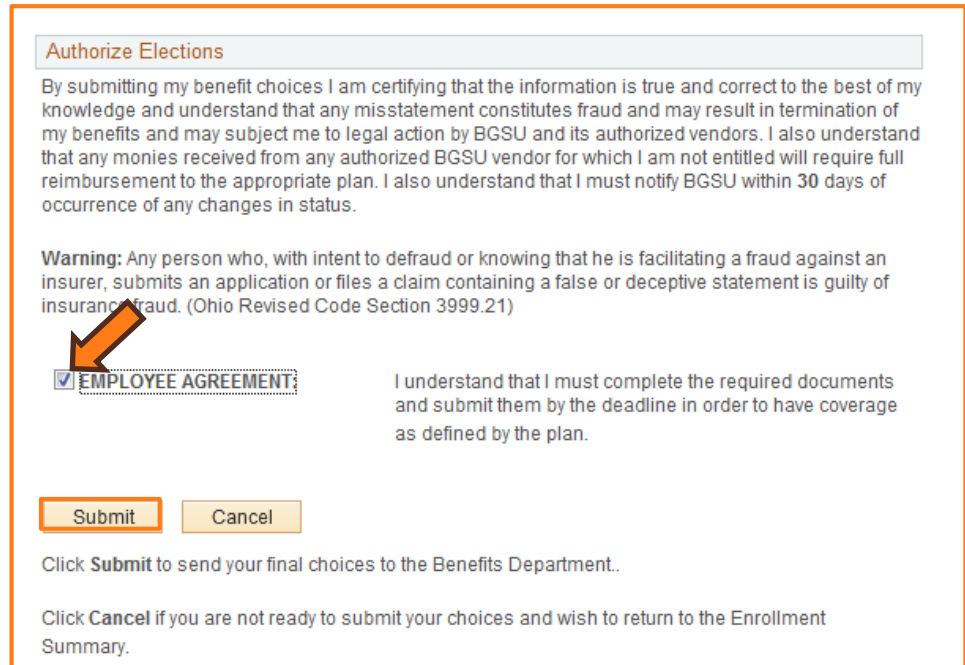 Authorize Elections
By submitting my benefit choices I am certifying that the information is true and correct to the best of my
knowledge and understand that any misstatement constitutes fraud and may result in termination of
my benefits and may subject me to legal action by BGSU and its authorized vendors. I also understand
that any monies received from any authorized BGSU vendor for which I am not entitled will require full
reimbursement to the appropriate plan. I also understand that I must notify BGSU within 30 days of
occurrence of any changes in status.
Warning: Any person who, with intent to defraud or knowing that he is facilitating a fraud against an
insurer, submits an application or files a claim containing a false or deceptive statement is guilty of
insurance fraud. (Ohio Revised Code Section 3999.21)
EMPLOYEE AGREEMENT:
I understand that I must complete the required documents
and submit them by the deadline in order to have coverage
as defined by the plan.
Submit Cancel
Click Submit to send your final choices to the Benefits Department..
Click Cancel if you are not ready to submit your choices and wish to return to the Enrollment
Summary.